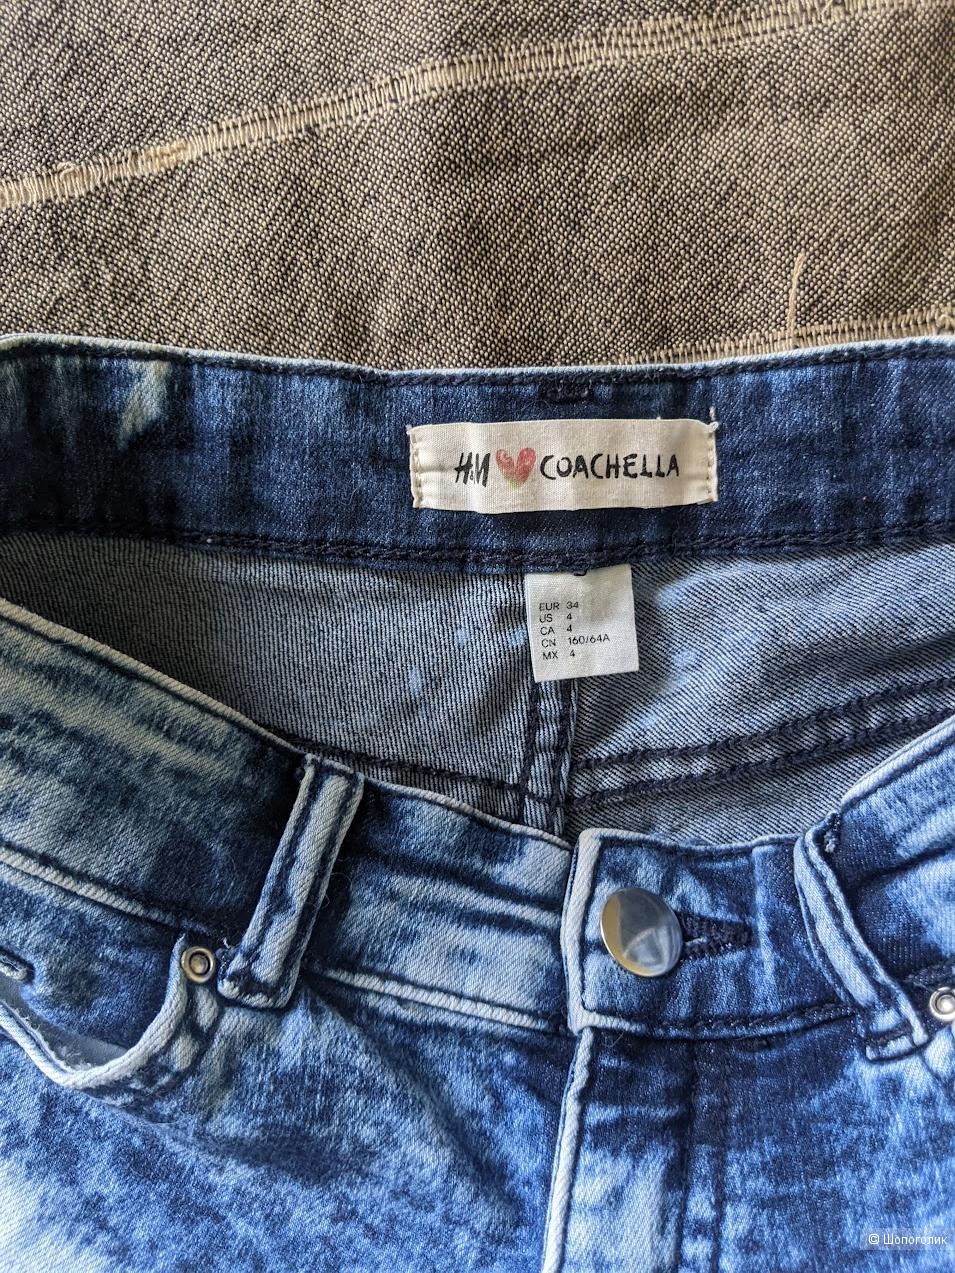 H&M COACHELLA
EUR 34
US 4
CA 4
CN 160/64A
MX 4
© Шопоголик